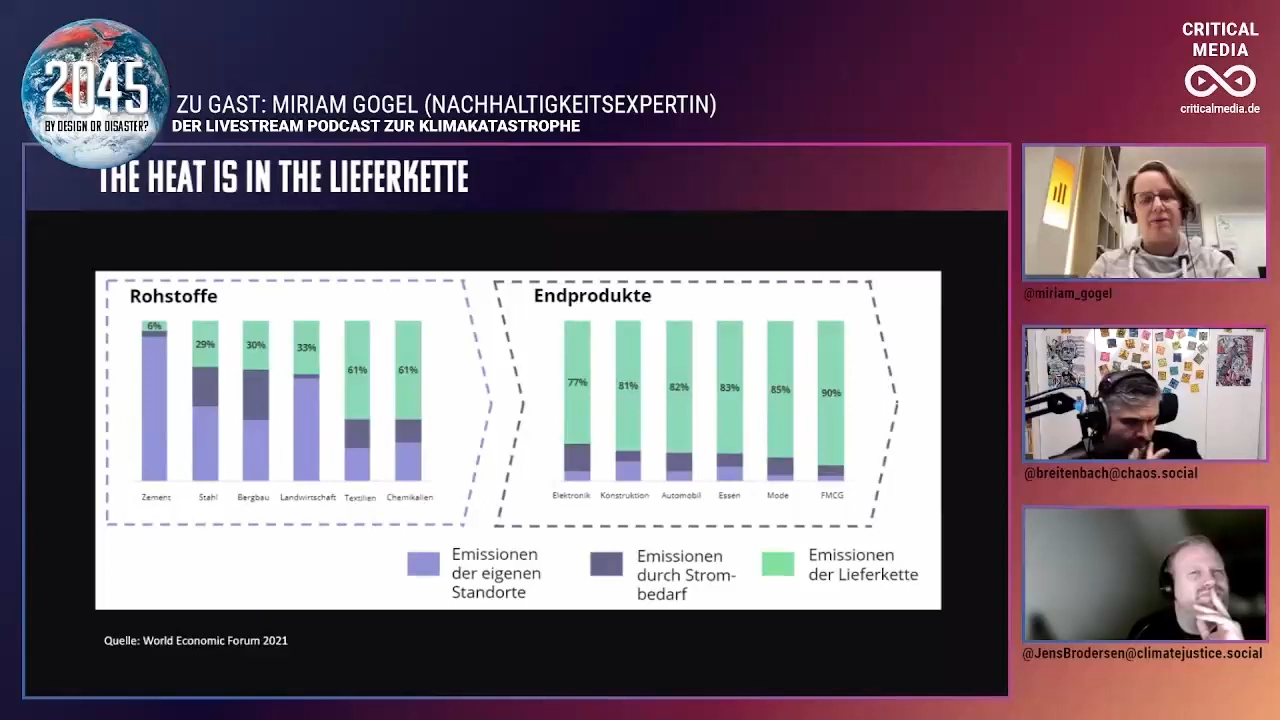 2045
BY DESIGN OR DISASTER?
ZU GAST: MIRIAM GOGEL (NACHHALTIGKEITSEXPERTIN)
DER LIVESTREAM PODCAST ZUR KLIMAKATASTROPHE
CRITICAL
MEDIA
criticalmedia.de
THE HEAT IS IN THE LIEFERKETTE
Rohstoffe
6%
29%
30%
33%
61%
61%
Zement
Stahl
Bergbau
Landwirtschaft
Textilien
Chemikalien
Endprodukte
77%
81%
82%
83%
85%
90%
Elektronik
Konstruktion
Automobil
Essen
Mode
FMCG
Emissionen
der eigenen
Standorte
Emissionen
durch Strom-
bedarf
Emissionen
der Lieferkette
Quelle: World Economic Forum 2021
@miriam_gogel
@breitenbach@chaos.social
@JensBrodersen@climatejustice.social